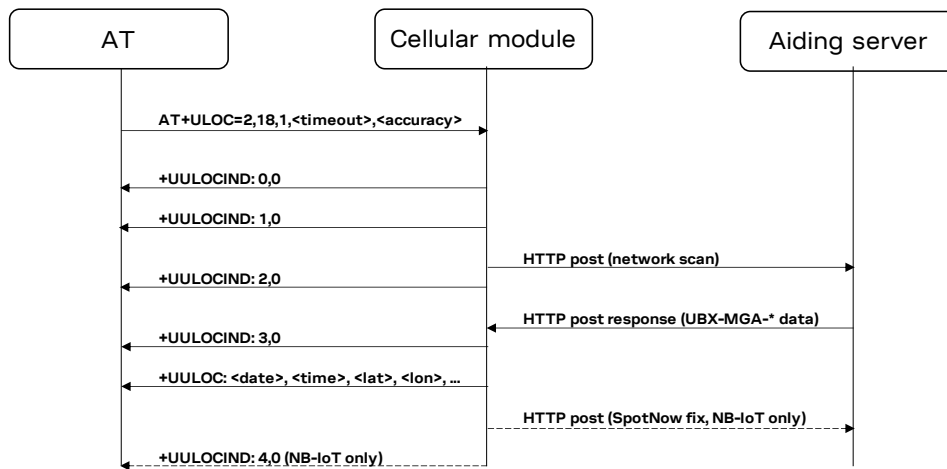 AT
Cellular module
Aiding server
AT+ULOC=2,18,1,<timeout>,<accuracy>
+UULOCIND: 0,0
+UULOCIND: 1,0
HTTP post (network scan)
+UULOCIND: 2,0
HTTP post response (UBX-MGA-* data)
+UULOCIND: 3,0
+UULOC: <date>, <time>, <lat>, <lon>, ...
HTTP post (SpotNow fix, NB-IoT only)
+UULOCIND: 4,0 (NB-IoT only)